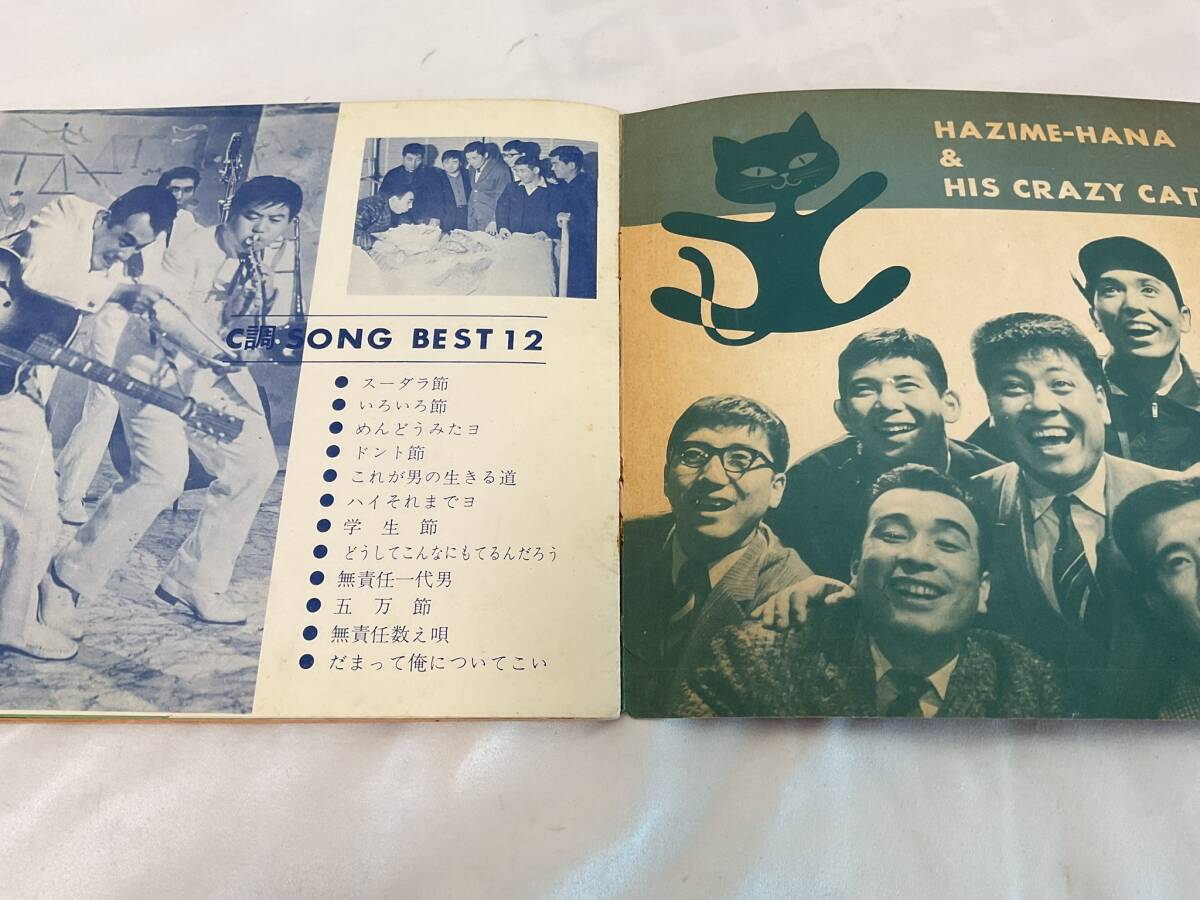 C調・SONG BEST 12
● スーダラ節
● いろいろ節
● めんどうみたヨ
● ドント節
● これが男の生きる道
● ハイそれまでヨ
● 学生節
● どうしてこんなにもてるんだろう
● 無責任一代男
● 五万節
● 無責任数え唄
● だまって俺についてこい
HAZIME-HANA
&
HIS CRAZY CAT